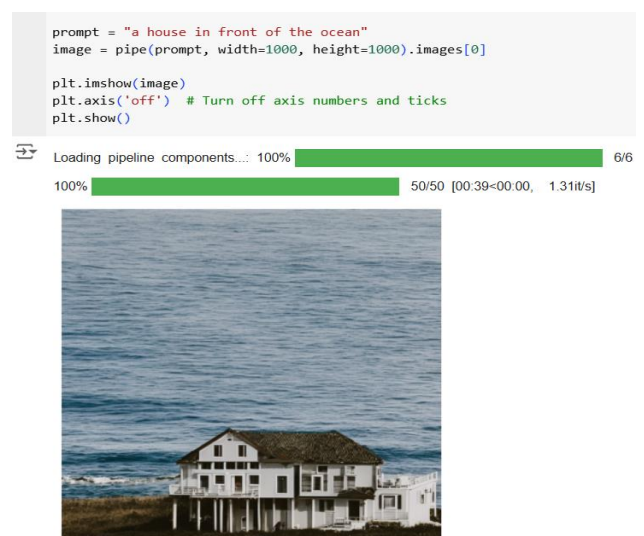 prompt = "a house in front of the ocean"
image = pipe(prompt, width=1000, height=1000).images[0]
plt.imshow(image)
plt.axis('off')  # Turn off axis numbers and ticks
plt.show()
Loading pipeline components...: 100% 6/6
100% 50/50 [00:39<00:00, 1.31it/s]